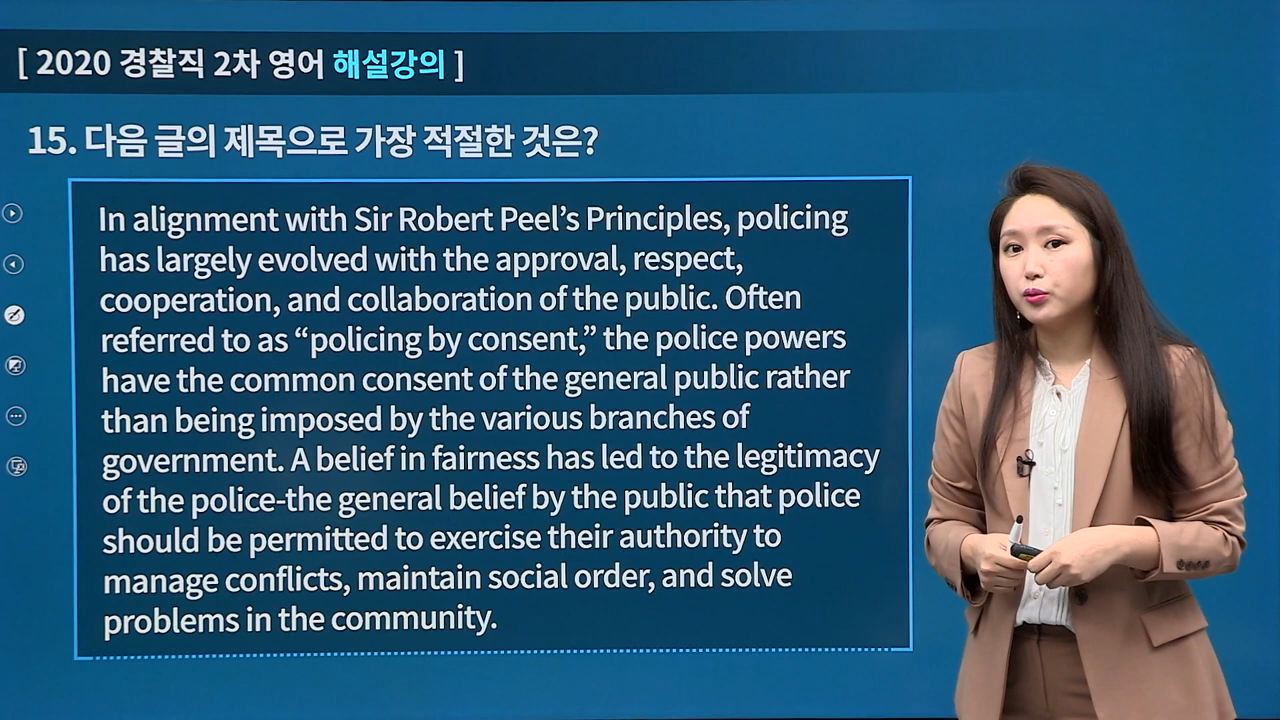 [ 2020 경찰직 2차 영어 해설강의 ]
15. 다음 글의 제목으로 가장 적절한 것은?
In alignment with Sir Robert Peel’s Principles, policing
has largely evolved with the approval, respect,
cooperation, and collaboration of the public. Often
referred to as “policing by consent,” the police powers
have the common consent of the general public rather
than being imposed by the various branches of
government. A belief in fairness has led to the legitimacy
of the police-the general belief by the public that police
should be permitted to exercise their authority to
manage conflicts, maintain social order, and solve
problems in the community.